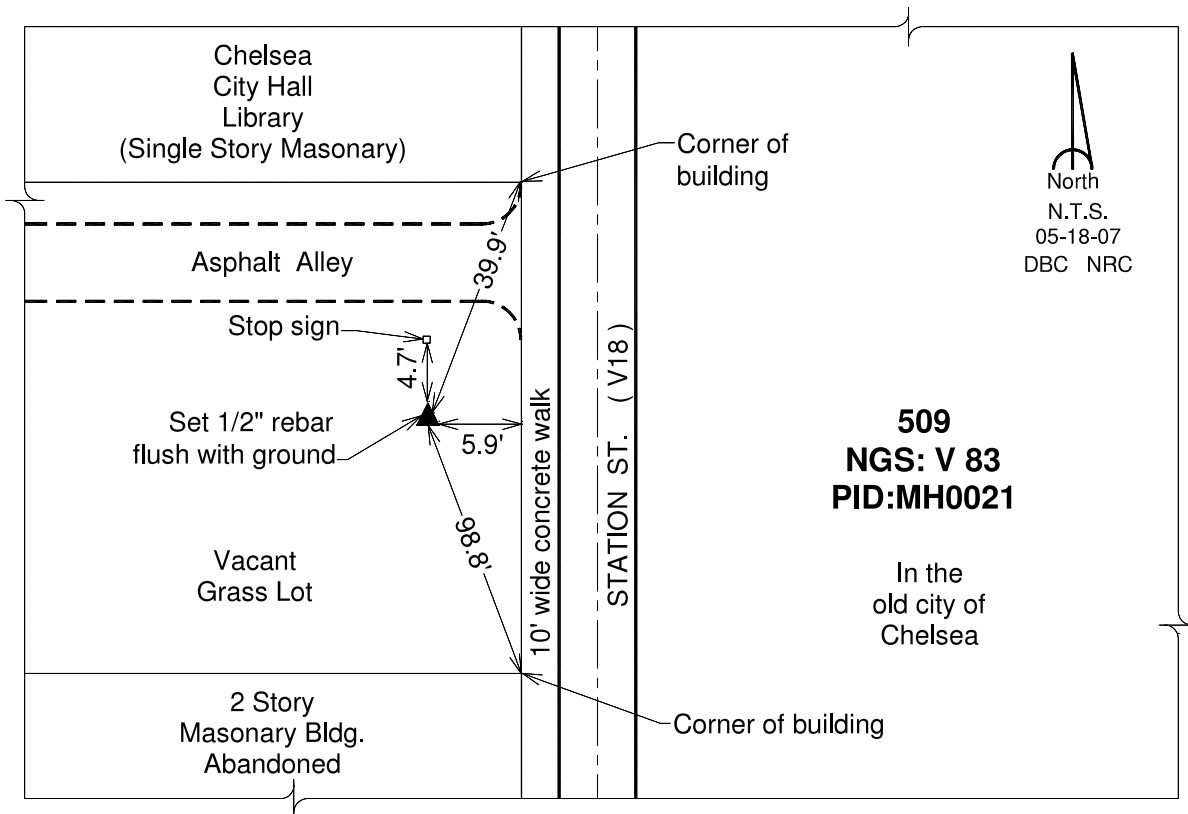 Chelsea
City Hall
Library
(Single Story Masonary)
Corner of
building
North
N.T.S.
05-18-07
DBC NRC
Asphalt Alley
39.9'
Stop sign
4.7'
Set 1/2" rebar
flush with ground
5.9'
98.8'
10' wide concrete walk
STATION ST. (V18)
509
NGS: V 83
PID:MH0021
In the
old city of
Chelsea
Vacant
Grass Lot
2 Story
Masonary Bldg.
Abandoned
Corner of building